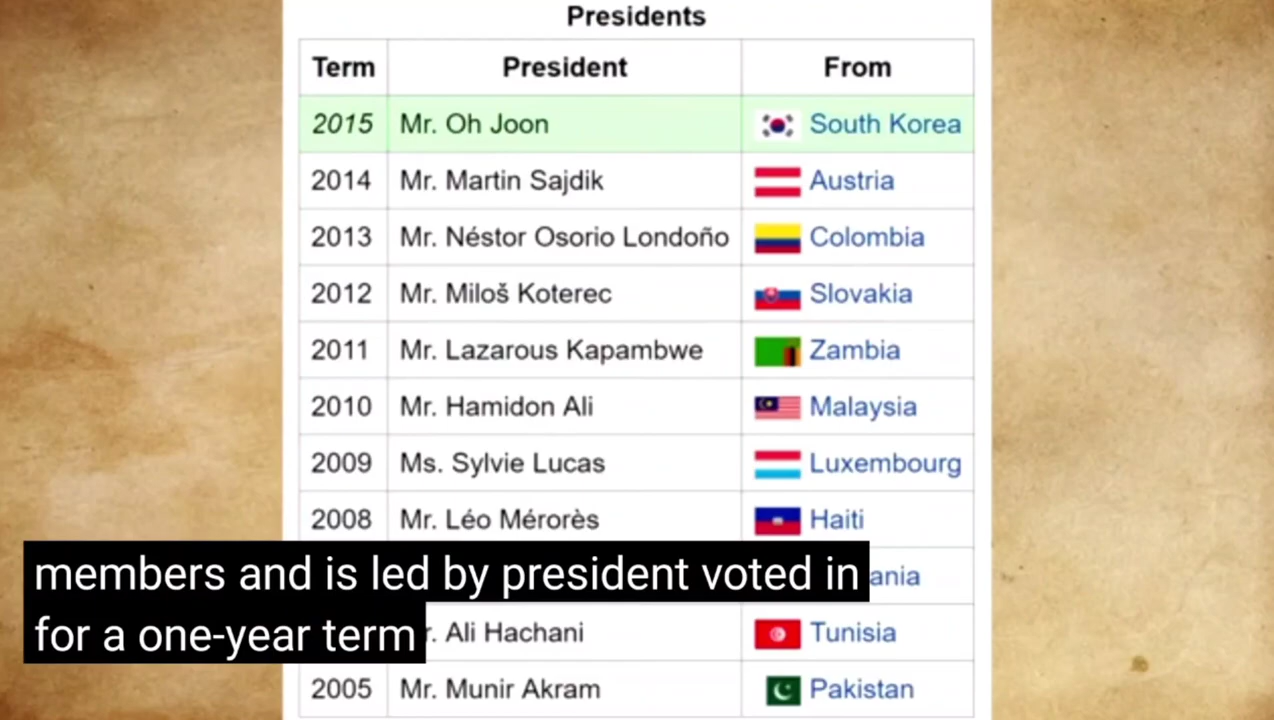 Presidents
Term President From
2015 Mr. Oh Joon South Korea
2014 Mr. Martin Sajdik Austria
2013 Mr. Néstor Osorio Londoño Colombia
2012 Mr. Miloš Koterec Slovakia
2011 Mr. Lazarous Kapambwe Zambia
2010 Mr. Hamidon Ali Malaysia
2009 Ms. Sylvie Lucas Luxembourg
2008 Mr. Léo Mérorès Haiti
members and is led by president voted in
for a one-year term
Ali Hachani Tunisia
2005 Mr. Munir Akram Pakistan